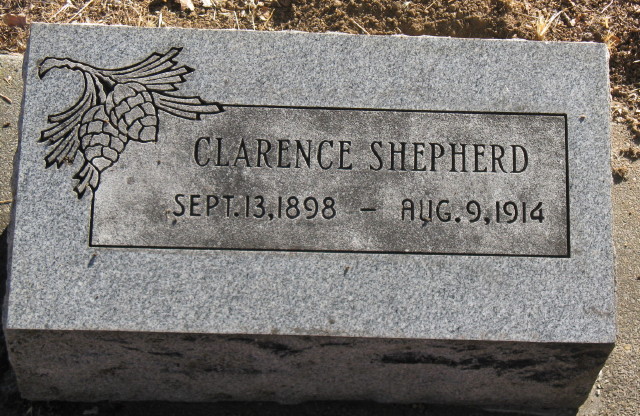 CLARENCE SHEPHERD
SEPT. 13, 1898 – AUG. 9, 1914